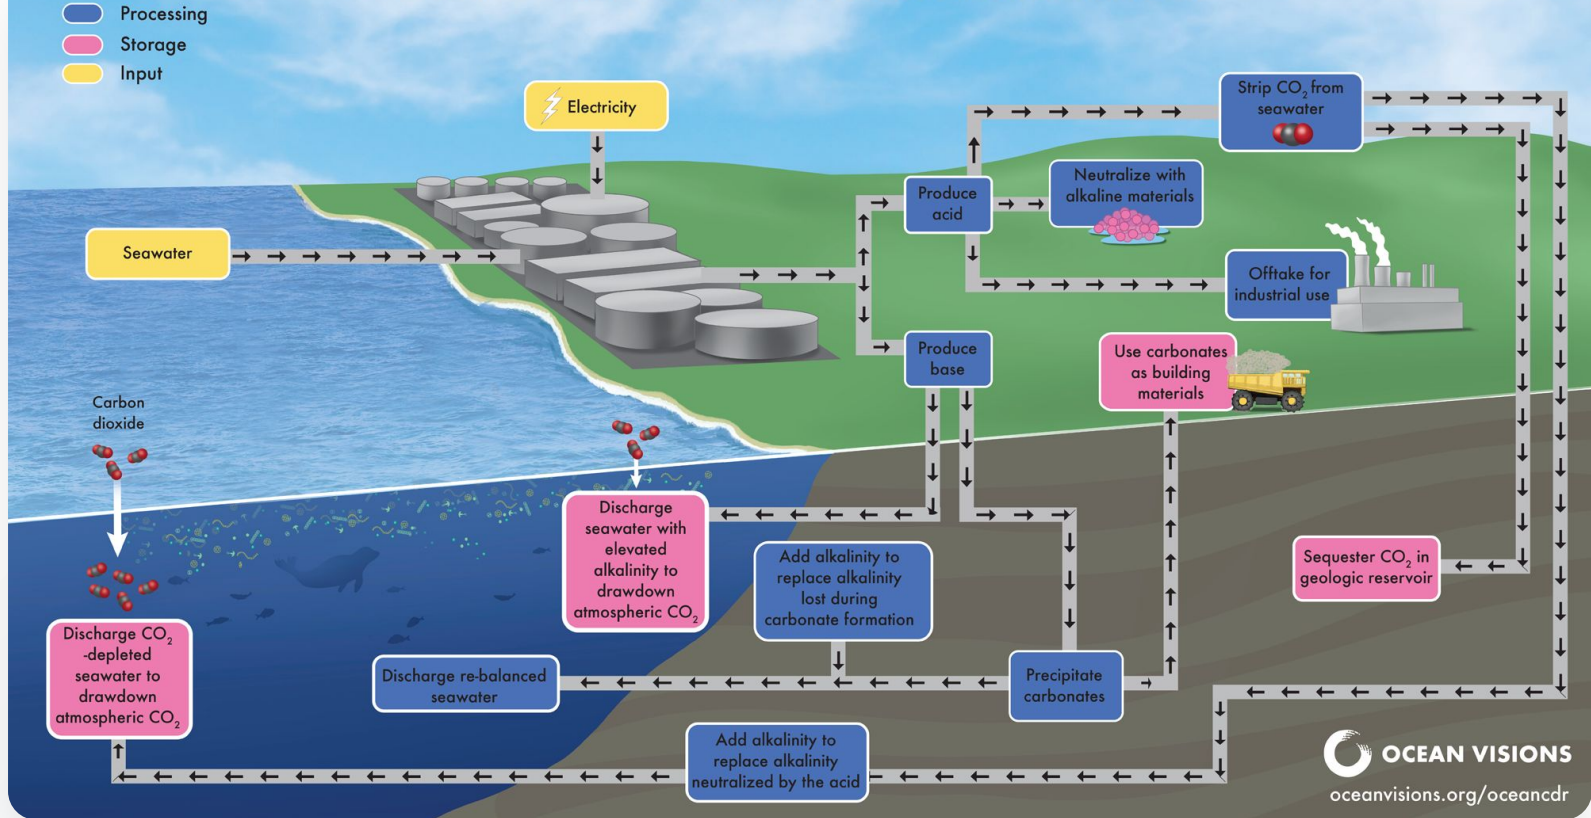 Processing
Storage
Input
Electricity
Strip CO₂ from
seawater
Neutralize with
alkaline materials
Produce
acid
Seawater
Offtake for
industrial use
Produce
base
Use carbonates
as building
materials
Carbon
dioxide
Discharge
seawater with
elevated
alkalinity to
drawdown
atmospheric CO₂
Add alkalinity to
replace alkalinity
lost during
carbonate formation
Sequester CO₂ in
geologic reservoir
Discharge CO₂
-depleted
seawater to
drawdown
atmospheric CO₂
Discharge re-balanced
seawater
Precipitate
carbonates
Add alkalinity to
replace alkalinity
neutralized by the acid
OCEAN VISIONS
oceanvisions.org/oceancdr